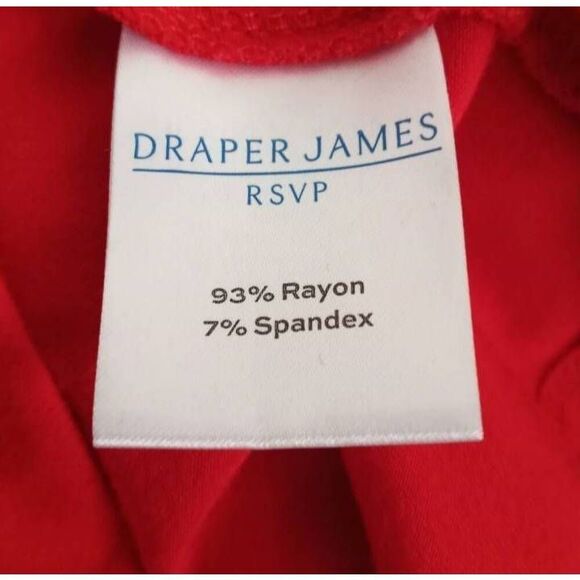 DRAPER JAMES
RSVP
93% Rayon
7% Spandex